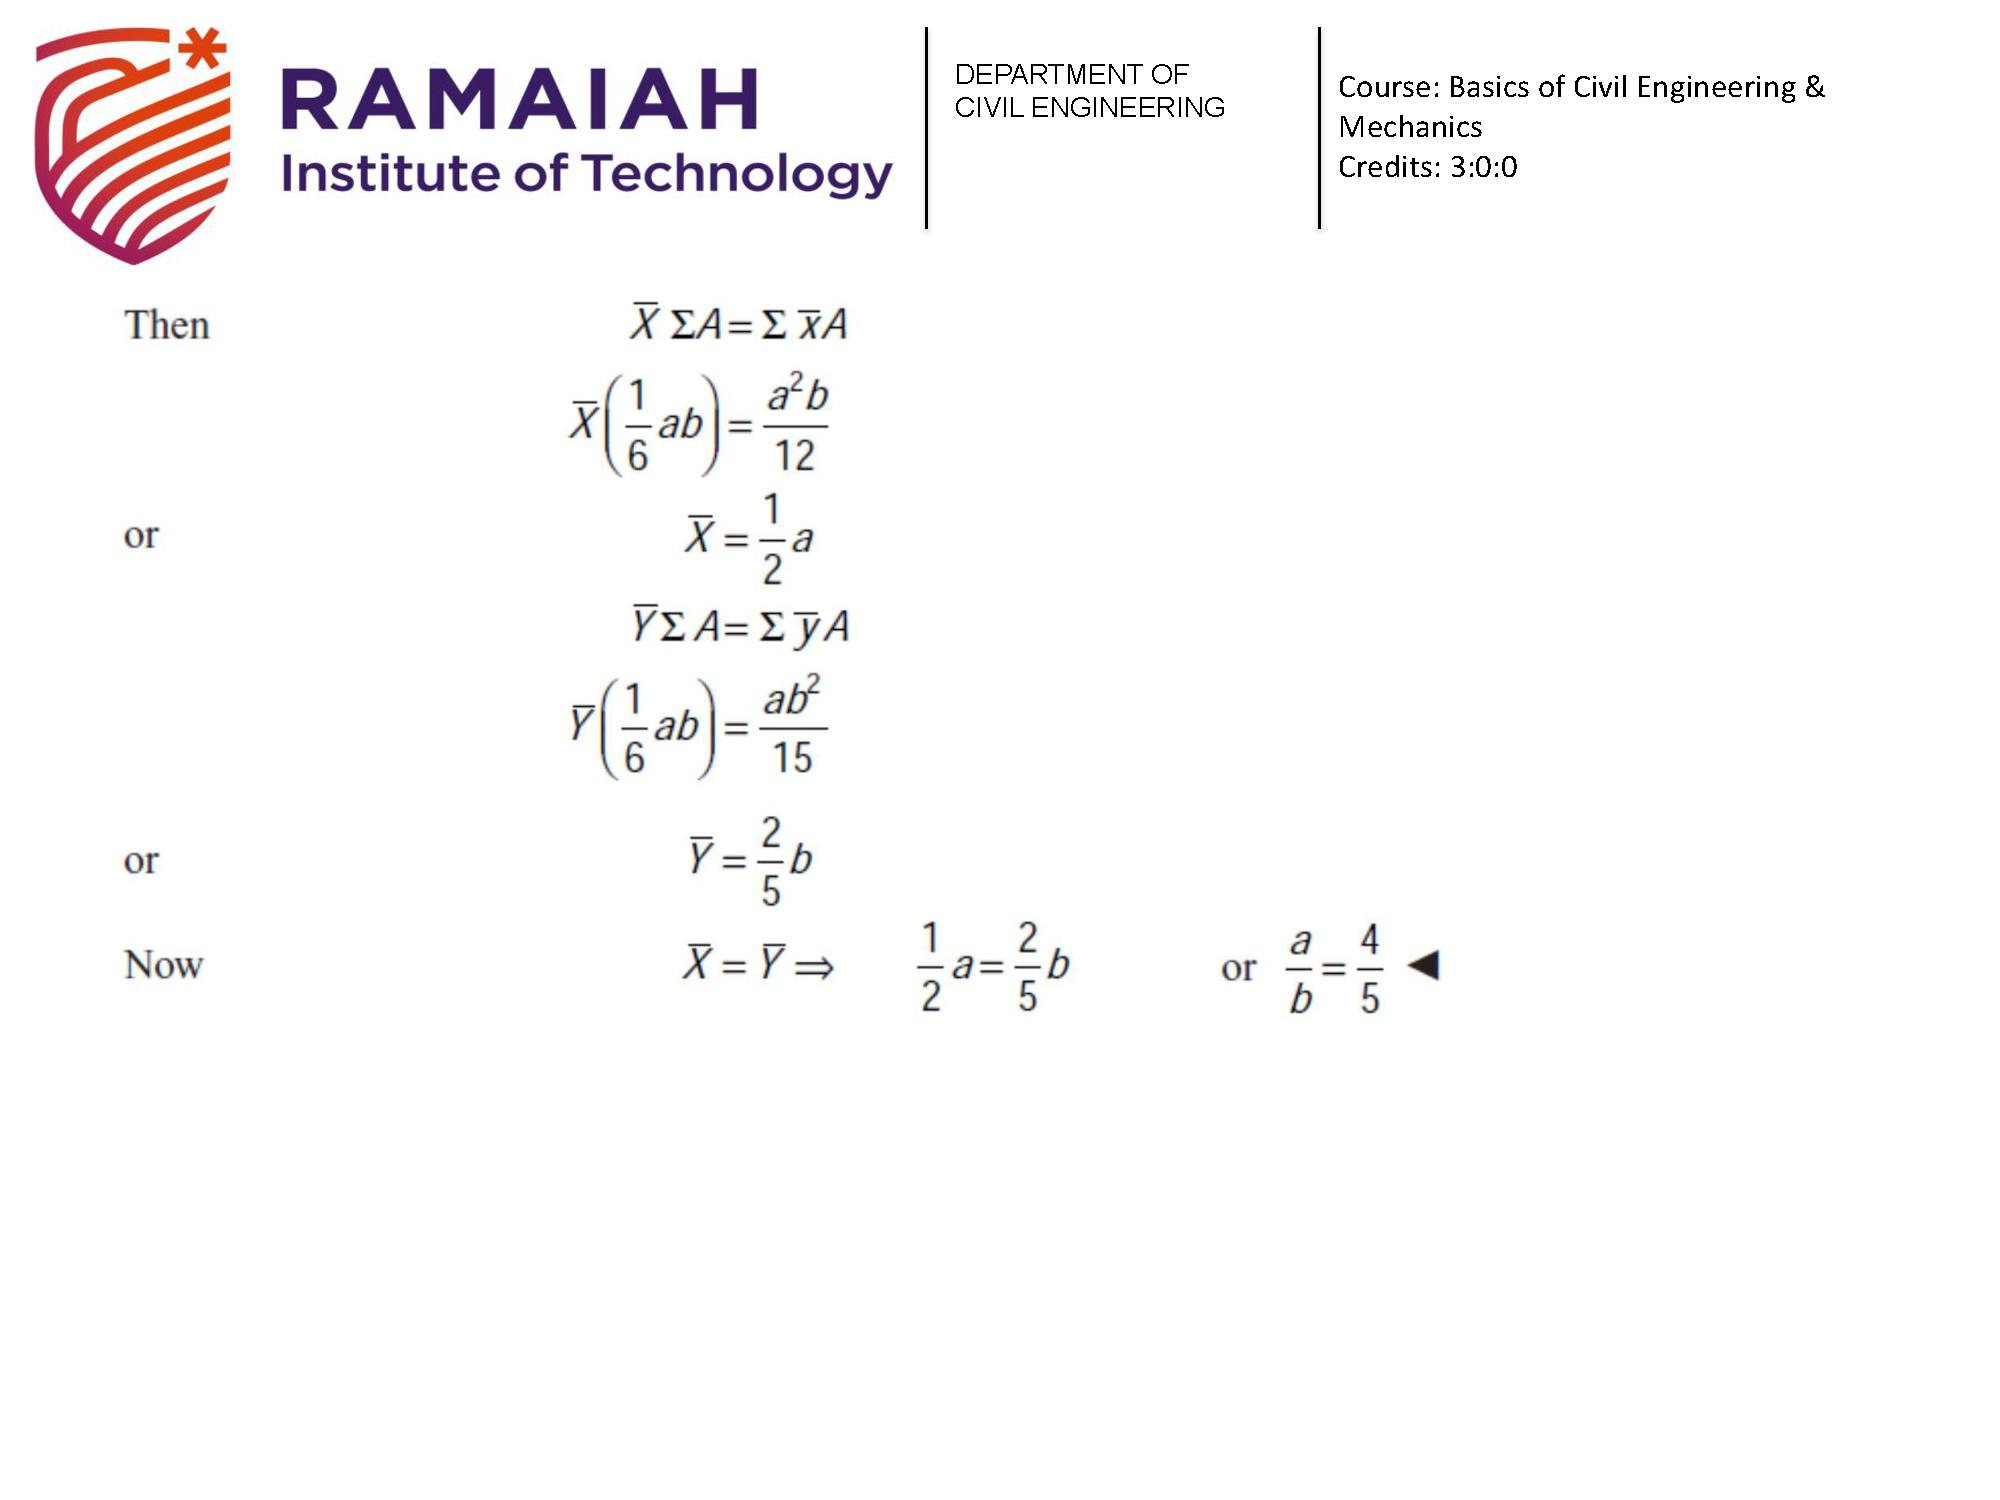 RAMAIAH
Institute of Technology
DEPARTMENT OF
CIVIL ENGINEERING
Course: Basics of Civil Engineering &
Mechanics
Credits: 3:0:0
Then X̅ ΣA = Σ x̅A
X̅(1/6 ab) = a²b/12
or X̅ = 1/2 a
Y̅ Σ A = Σ y̅A
Y̅(1/6 ab) = ab²/15
or Y̅ = 2/5 b
Now X̅ = Y̅ ⇒ 1/2 a = 2/5 b or a/b = 4/5 ◄